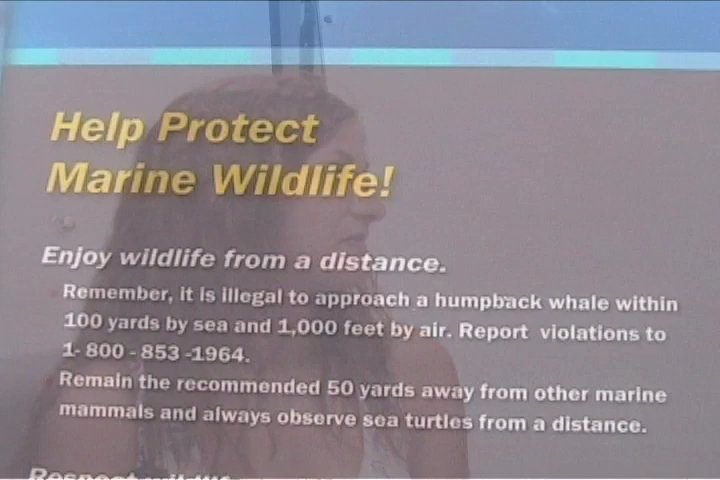 Help Protect
Marine Wildlife!
Enjoy wildlife from a distance.
Remember, it is illegal to approach a humpback whale within
100 yards by sea and 1,000 feet by air. Report violations to
1- 800 - 853 -1964.
Remain the recommended 50 yards away from other marine
mammals and always observe sea turtles from a distance.
Respect